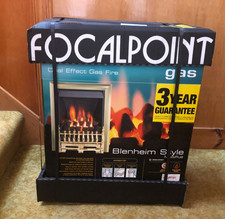 FOCALPOINT
gas
Coal Effect Gas Fire
3 YEAR
GUARANTEE
Blenheim Style